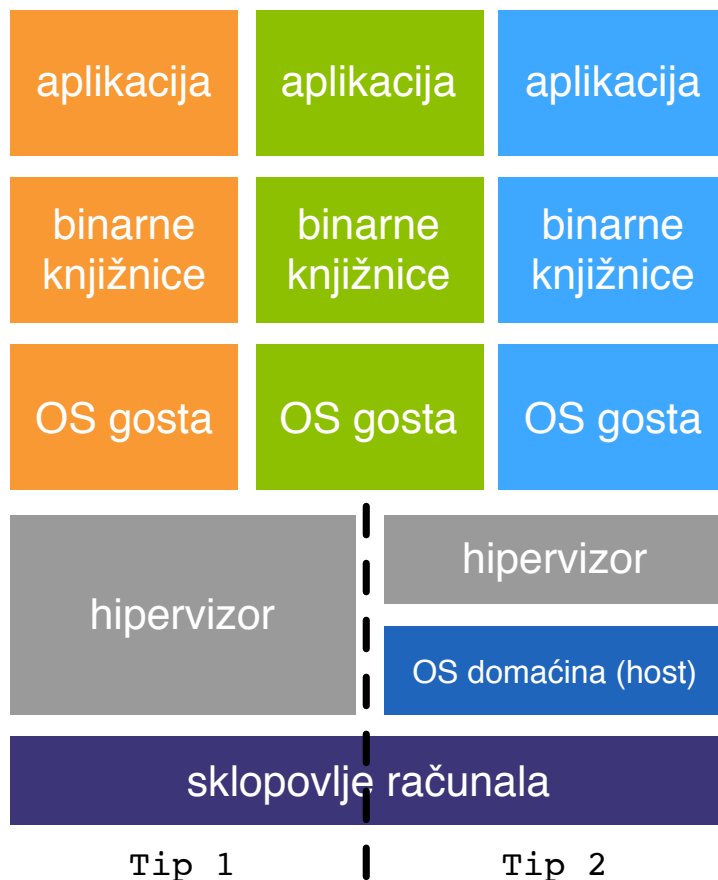 aplikacija
aplikacija
aplikacija
binarne
knjižnice
binarne
knjižnice
binarne
knjižnice
OS gosta
OS gosta
OS gosta
hipervizor
hipervizor
OS domaćina (host)
sklopovlje računala
Tip 1
Tip 2